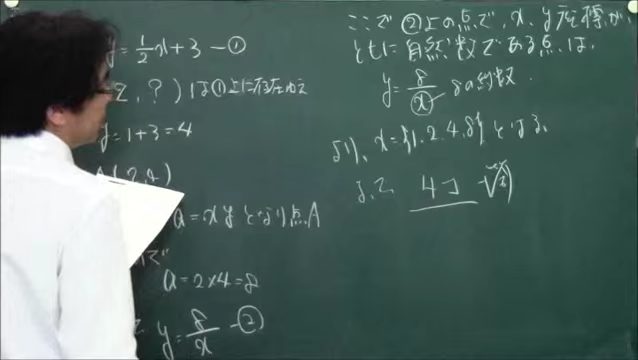 y = 1/2 x + 3 ー①
2, ? ) は①上に存在
y = 1 + 3 = 4
(2, 4)
a = xy となり点A
a = 2×4 = 8
y = 8/x ー②
ここで②上の点で、x, y座標が
ともに自然数である点は、
y = 8/x 8の約数.
より、x = {1, 2, 4, 8} となる、
よって 4コ